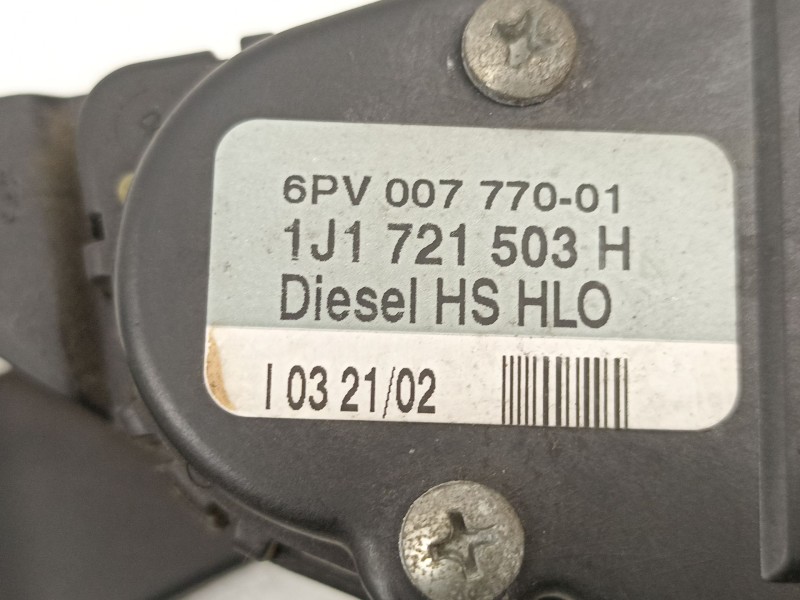 6PV 007 770-01
1J1 721 503 H
Diesel HS HLO
I 03 21/02